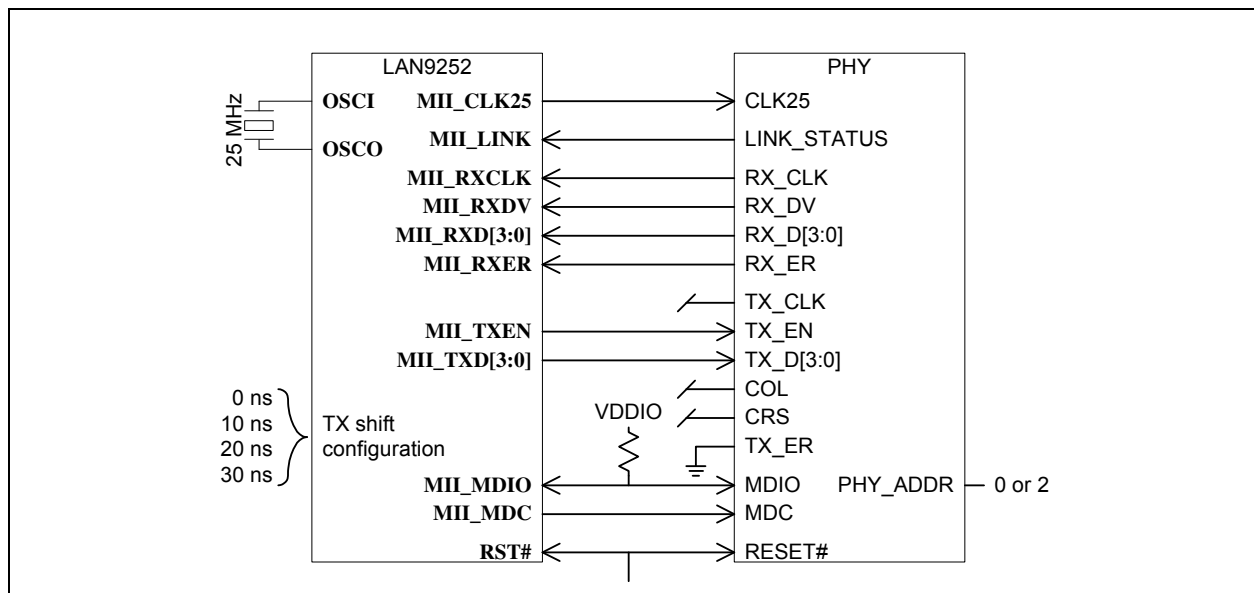 LAN9252
PHY
25 MHz
OSCI
OSCO
MII_CLK25
CLK25
MII_LINK
LINK_STATUS
MII_RXCLK
RX_CLK
MII_RXDV
RX_DV
MII_RXD[3:0]
RX_D[3:0]
MII_RXER
RX_ER
TX_CLK
MII_TXEN
TX_EN
MII_TXD[3:0]
TX_D[3:0]
COL
0 ns
10 ns
20 ns
30 ns
TX shift
configuration
VDDIO
CRS
TX_ER
MII_MDIO
MDIO
PHY_ADDR
0 or 2
MII_MDC
MDC
RST#
RESET#